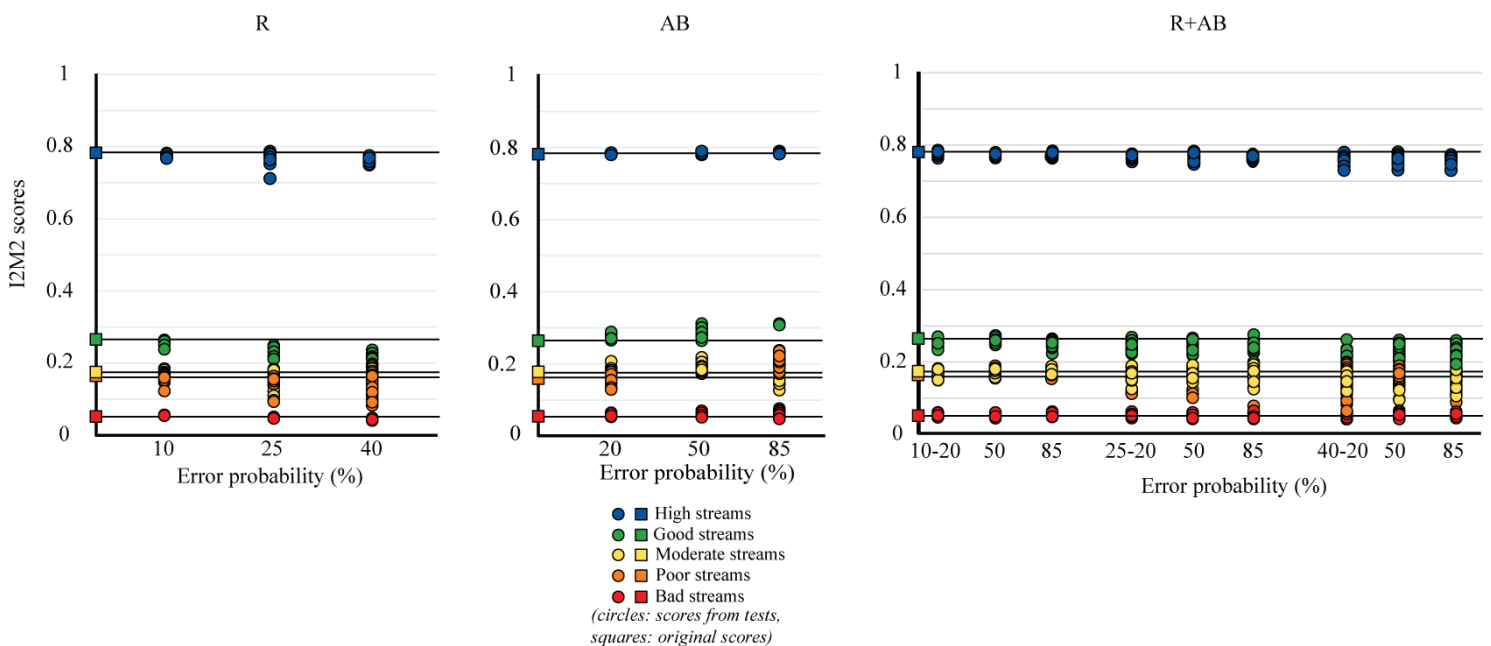 R
AB
R+AB
I2M2 scores
1
0.8
0.6
0.4
0.2
0
10
25
40
Error probability (%)
1
0.8
0.6
0.4
0.2
0
20
50
85
Error probability (%)
1
0.8
0.6
0.4
0.2
0
10-20
50
85
25-20
50
85
40-20
50
85
Error probability (%)
High streams
Good streams
Moderate streams
Poor streams
Bad streams
(circles: scores from tests,
squares: original scores)